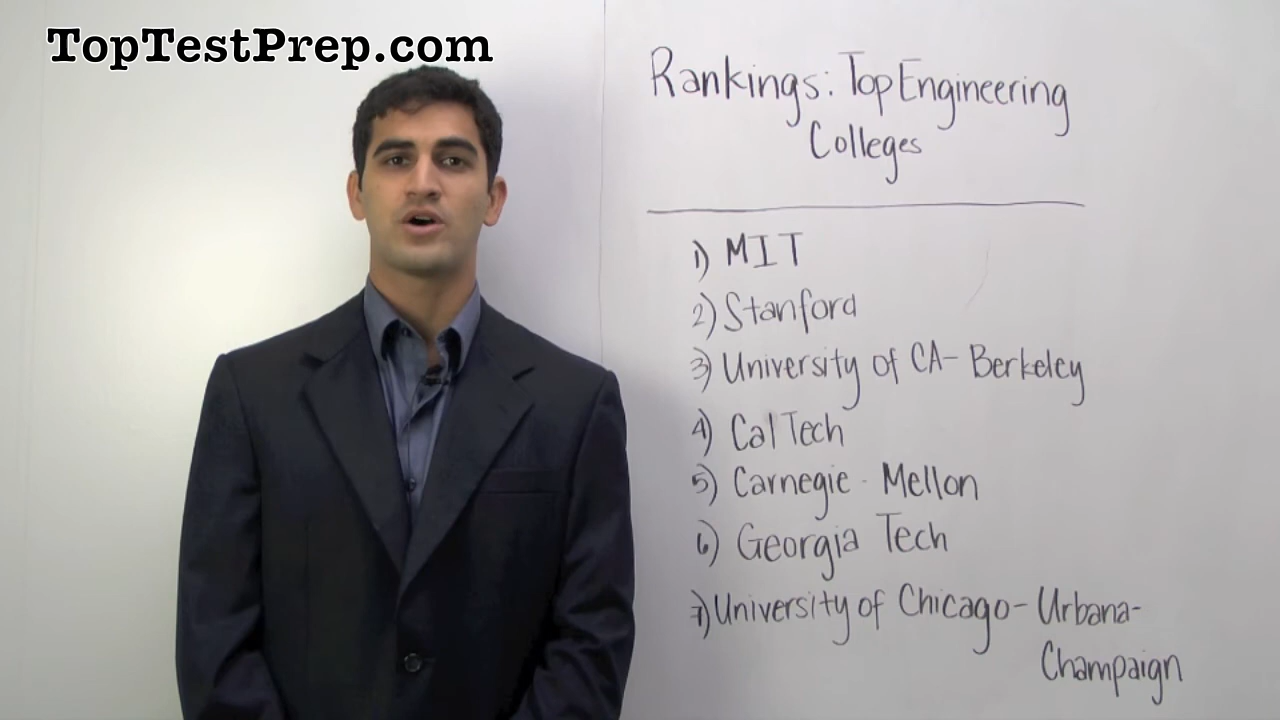 TopTestPrep.com
Rankings: Top Engineering
Colleges
1) MIT
2) Stanford
3) University of CA- Berkeley
4) Cal Tech
5) Carnegie - Mellon
6) Georgia Tech
7) University of Chicago- Urbana-
Champaign